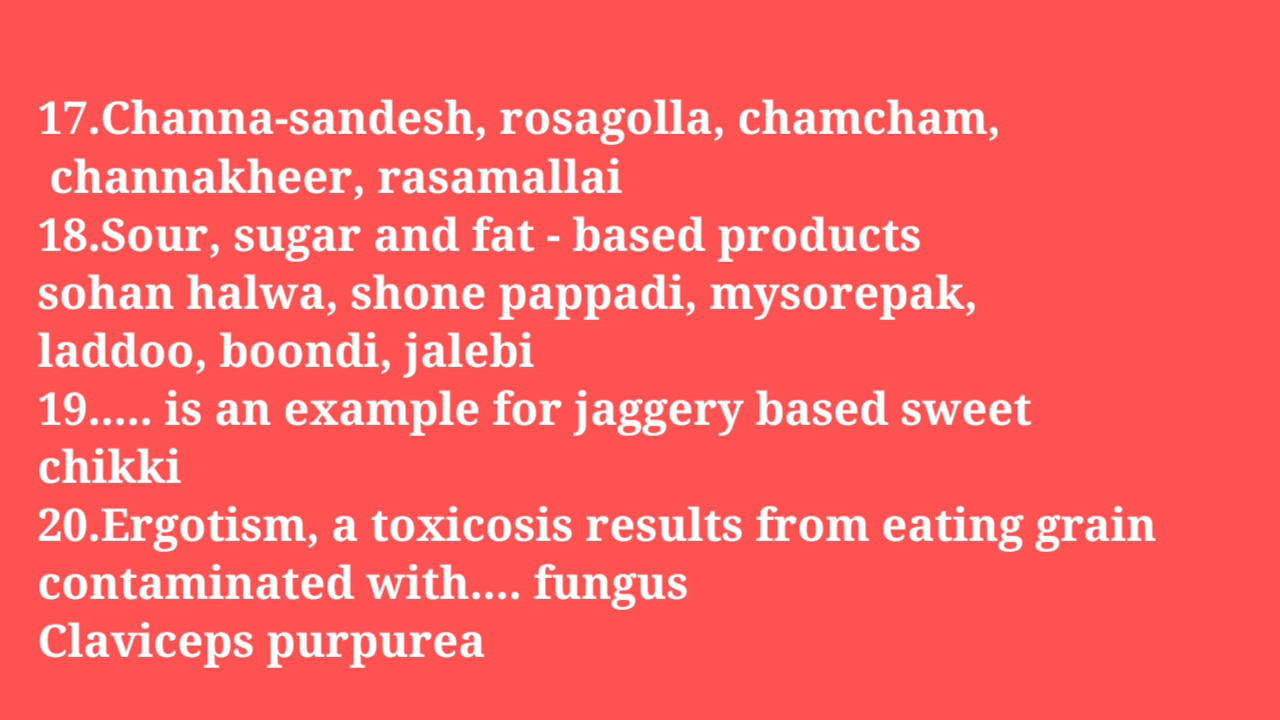 17.Channa-sandesh, rosagolla, chamcham,
channakheer, rasamallai
18.Sour, sugar and fat - based products
sohan halwa, shone pappadi, mysorepak,
laddoo, boondi, jalebi
19..... is an example for jaggery based sweet
chikki
20.Ergotism, a toxicosis results from eating grain
contaminated with.... fungus
Claviceps purpurea